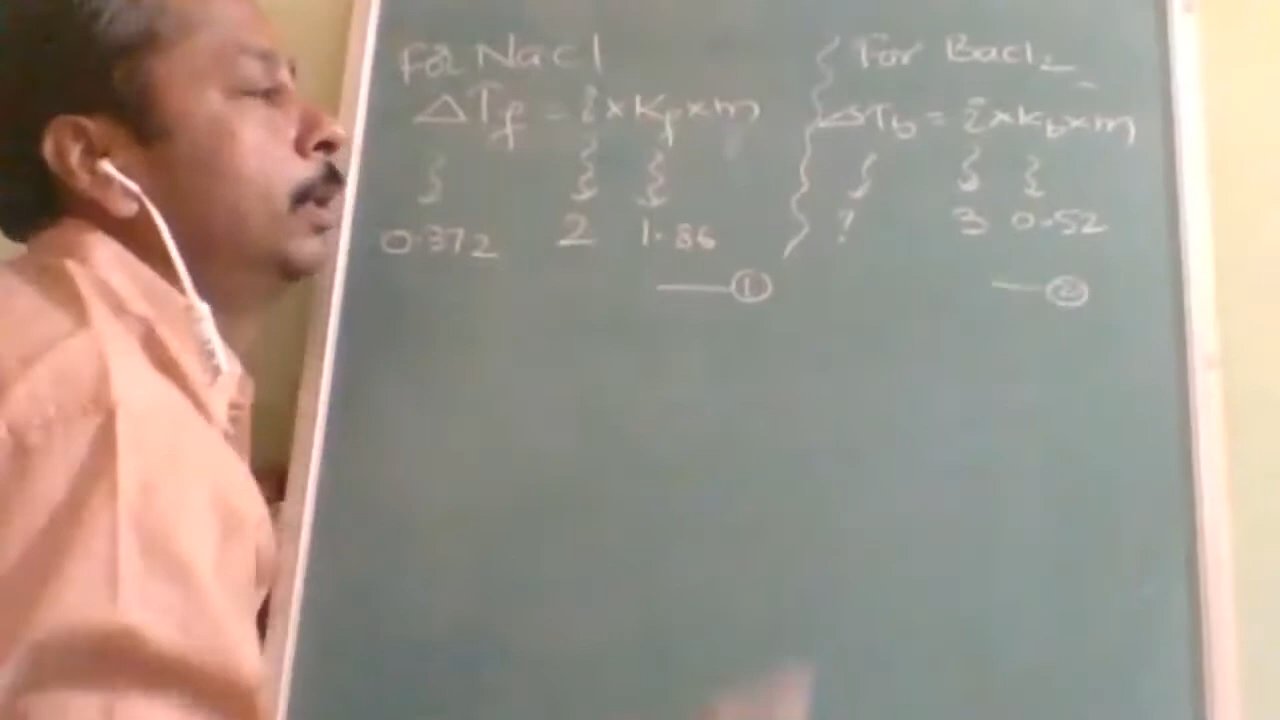 For NaCl
ΔTf = i×Kf×m
0.372 2 1.86
①
For BaCl2
ΔTb = i×Kb×m
? 3 0.52
②